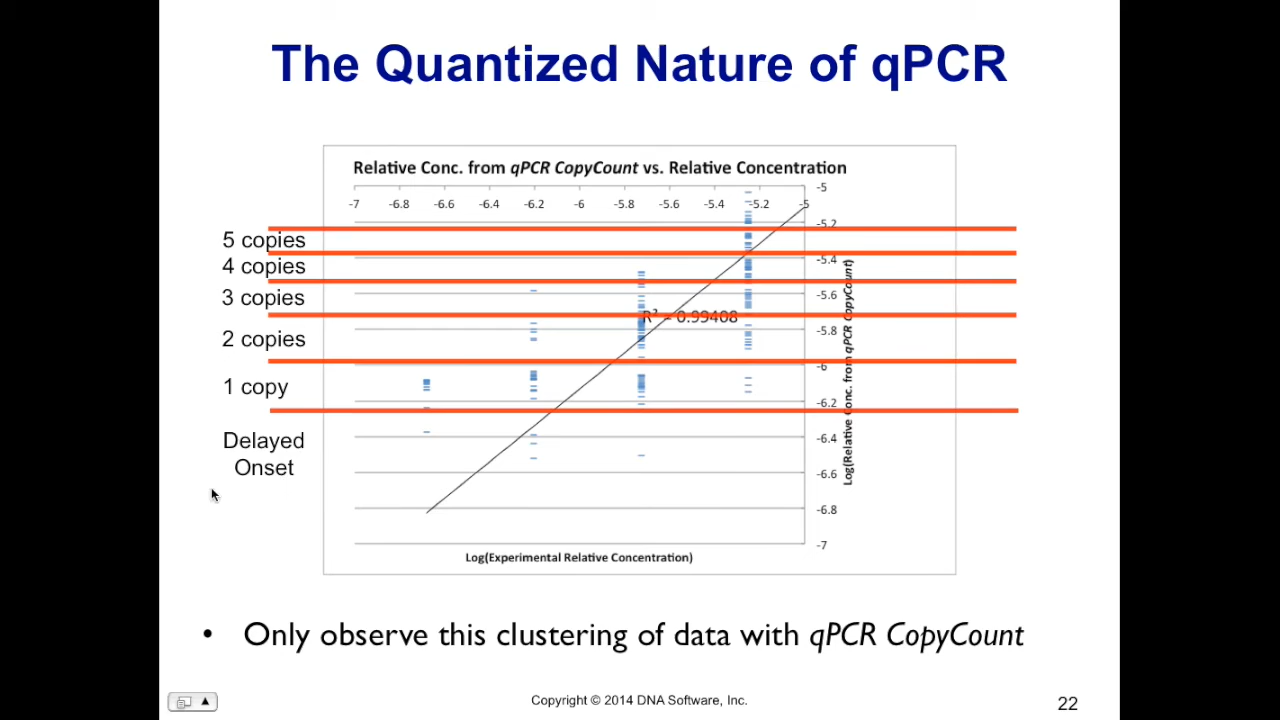 The Quantized Nature of qPCR
Relative Conc. from qPCR CopyCount vs. Relative Concentration
-7 -6.8 -6.6 -6.4 -6.2 -6 -5.8 -5.6 -5.4 -5.2 -5
-5
-5.2
-5.4
-5.6
-5.8
-6
-6.2
-6.4
-6.6
-6.8
-7
5 copies
4 copies
3 copies
2 copies
1 copy
Delayed
Onset
R² = 0.99408
Log(Relative Conc. from qPCR CopyCount)
Log(Experimental Relative Concentration)
• Only observe this clustering of data with qPCR CopyCount
Copyright © 2014 DNA Software, Inc.
22